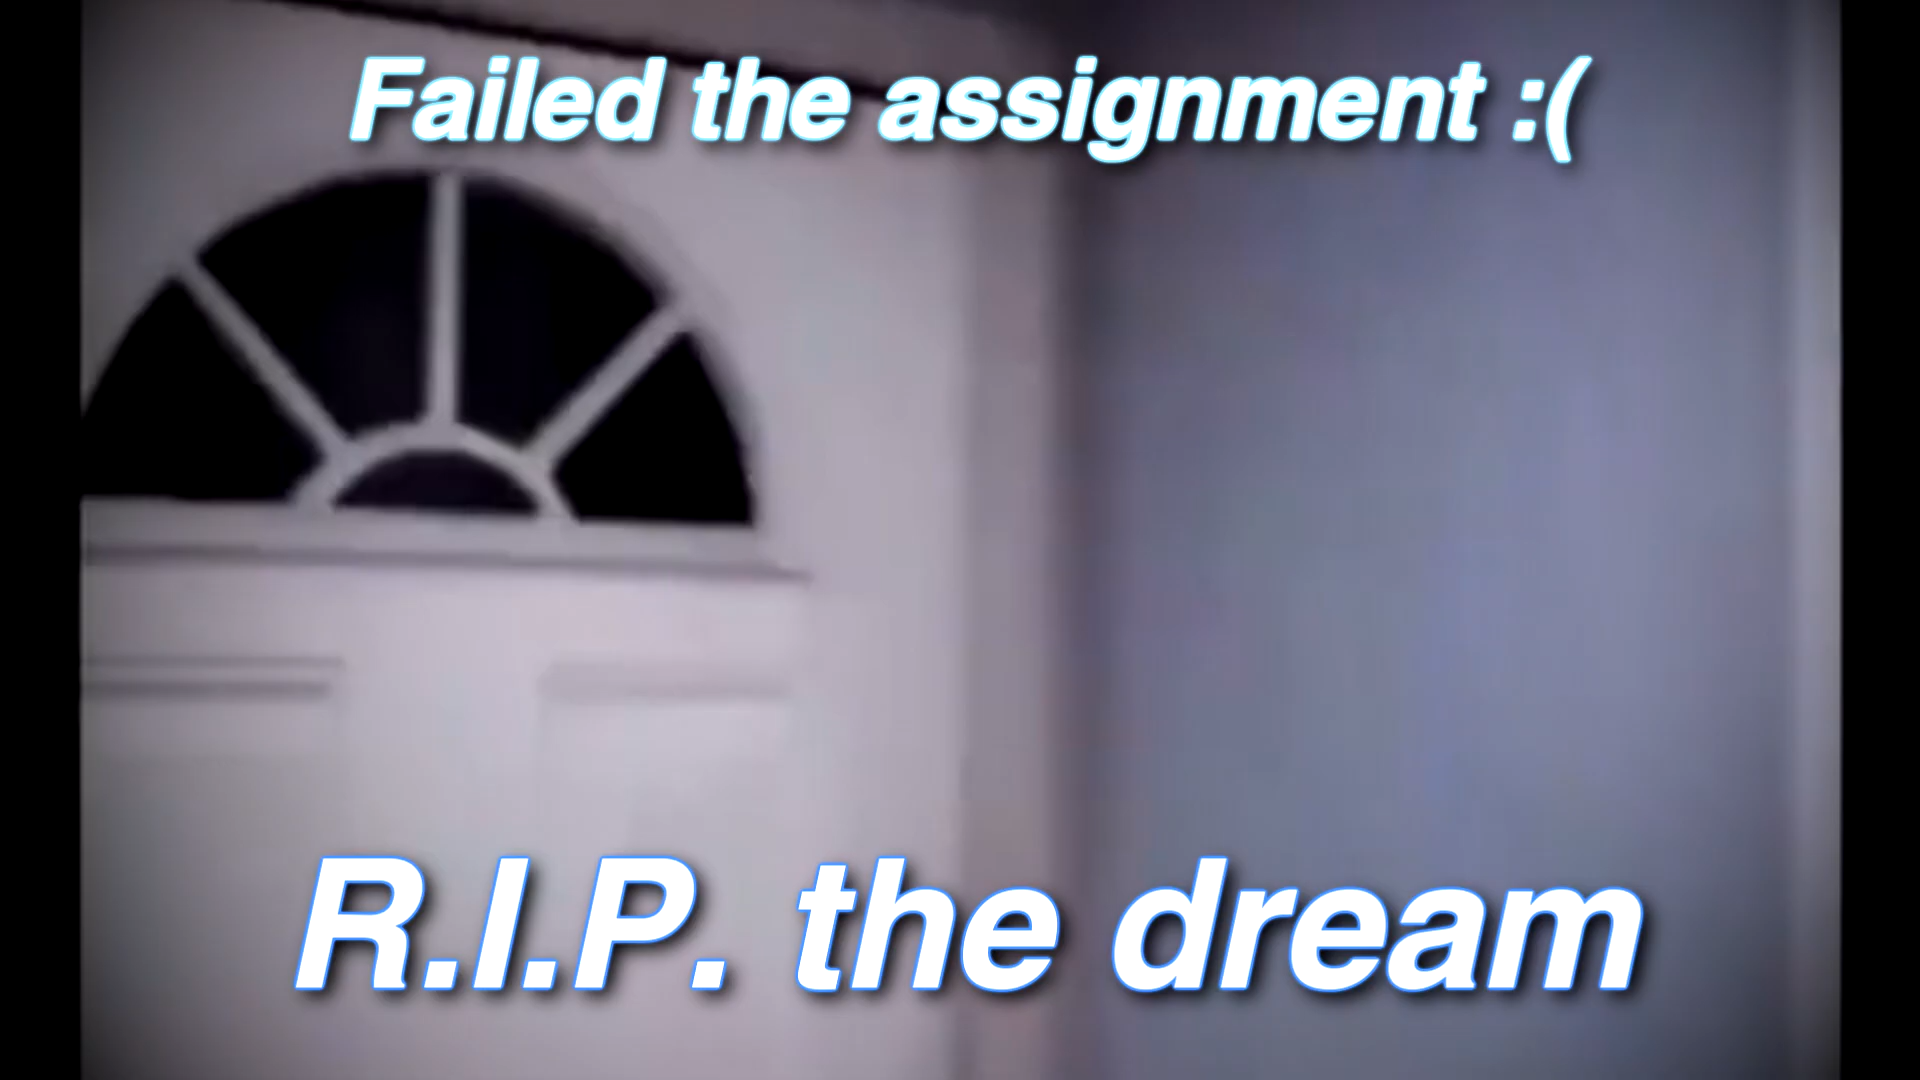 Failed the assignment :(
R.I.P. the dream